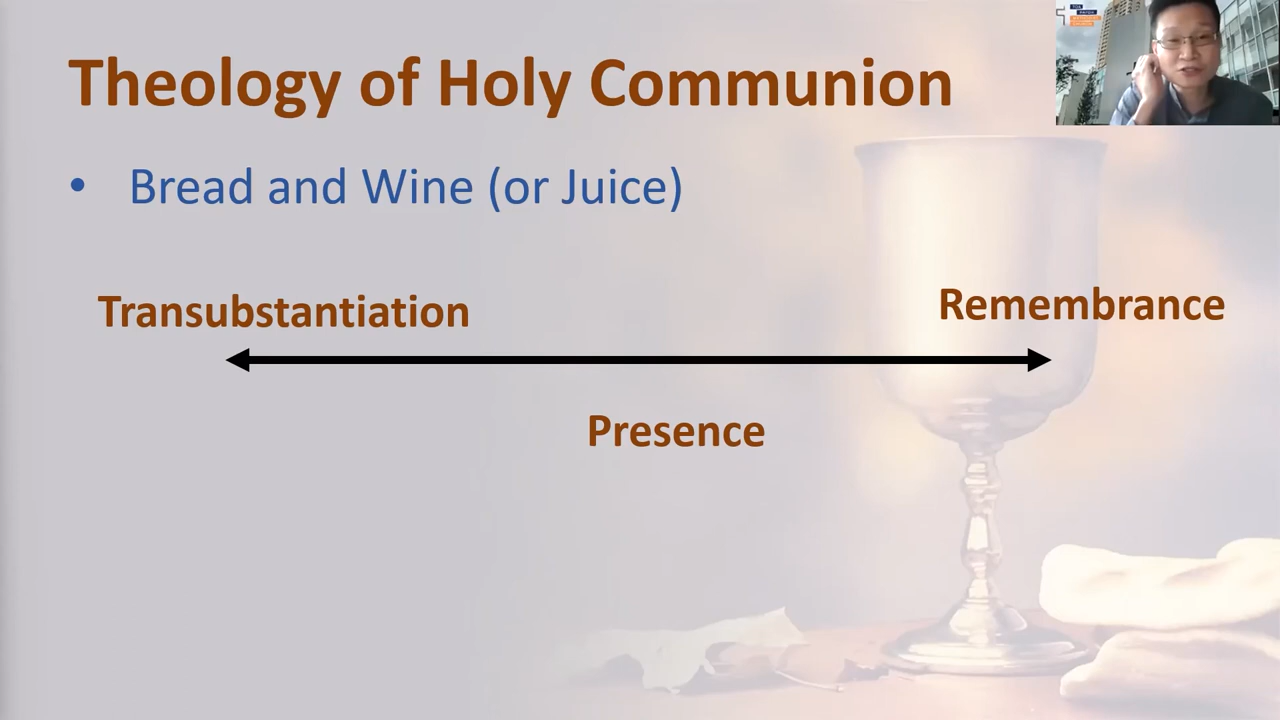 Theology of Holy Communion
• Bread and Wine (or Juice)
Transubstantiation
Remembrance
Presence